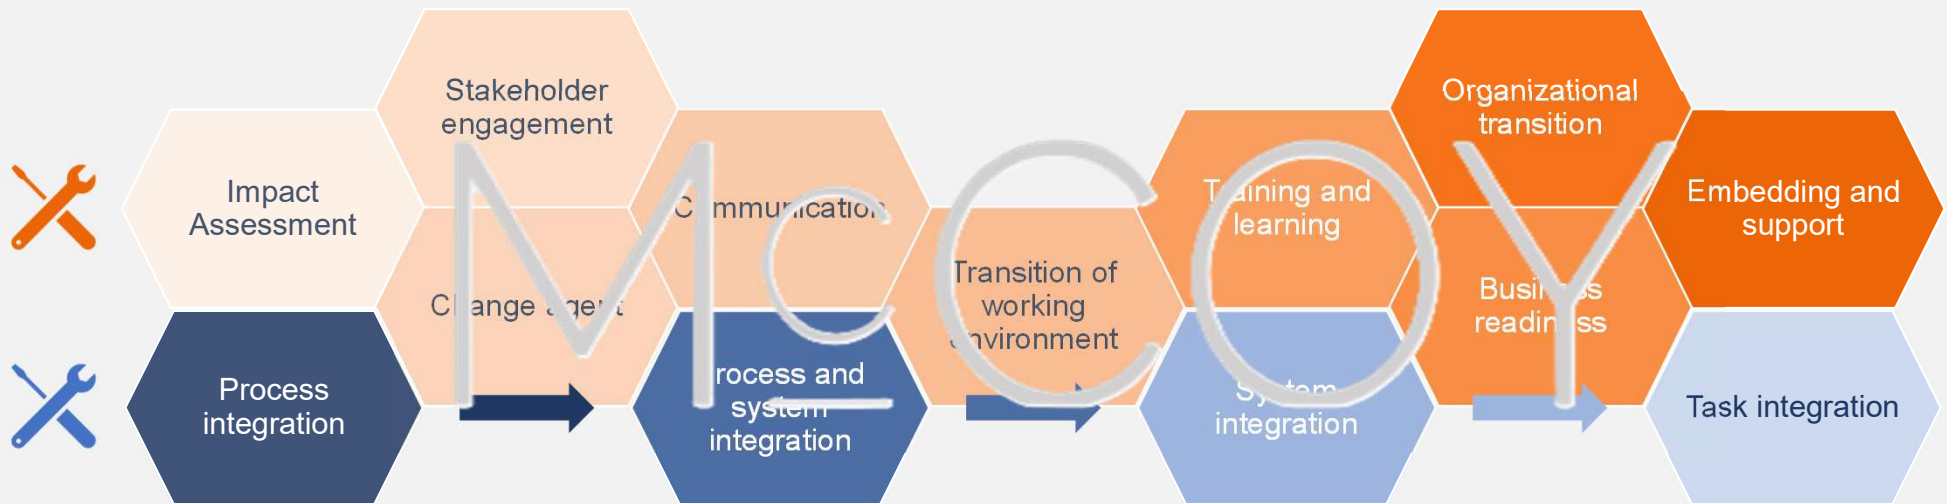 Stakeholder
engagement
Organizational
transition
Impact
Assessment
Communication
Training and
learning
Embedding and
support
Change agent
Transition of
working
environment
Business
readiness
Process
integration
Process and
system
integration
System
integration
Task integration
McCOY